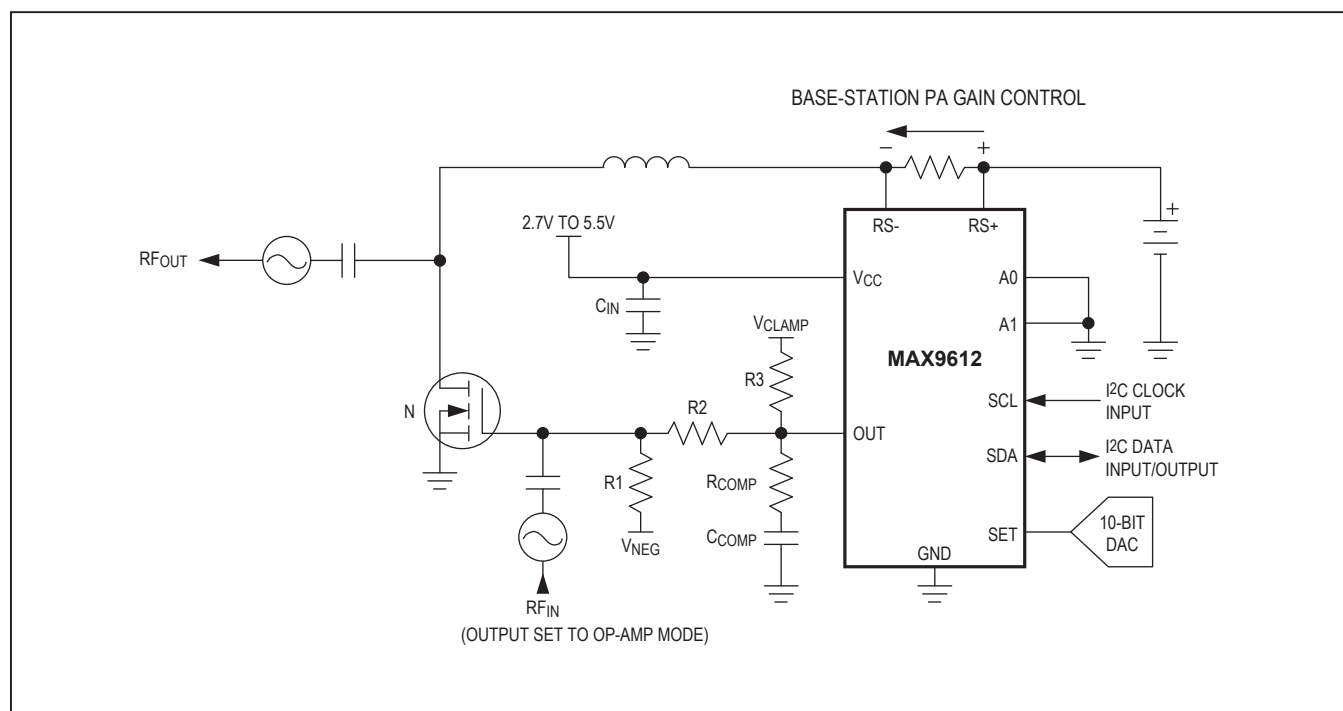 BASE-STATION PA GAIN CONTROL
- +
2.7V TO 5.5V
RS- RS+
+
RFOUT
VCC
A0
CIN
A1
VCLAMP
MAX9612
R3
SCL
I2C CLOCK
INPUT
N
R2
OUT
SDA
I2C DATA
INPUT/OUTPUT
R1
RCOMP
VNEG
CCOMP
SET
10-BIT
DAC
GND
RFIN
(OUTPUT SET TO OP-AMP MODE)